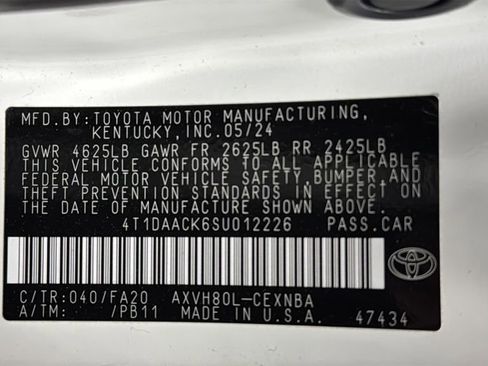 MFD.BY:TOYOTA MOTOR MANUFACTURING,
KENTUCKY,INC.05/24
GVWR 4625LB GAWR FR 2625LB RR 2425LB
THIS VEHICLE CONFORMS TO ALL APPLICABLE
FEDERAL MOTOR VEHICLE SAFETY, BUMPER AND
THEFT PREVENTION STANDARDS IN EFFECT ON
THE DATE OF MANUFACTURE SHOWN ABOVE.
4T1DAACK6SU012226 PASS.CAR
C/TR:040/FA20 AXVH80L-CEXNBA
A/TM: /PB11 MADE IN U.S.A. 47434
TOYOTA